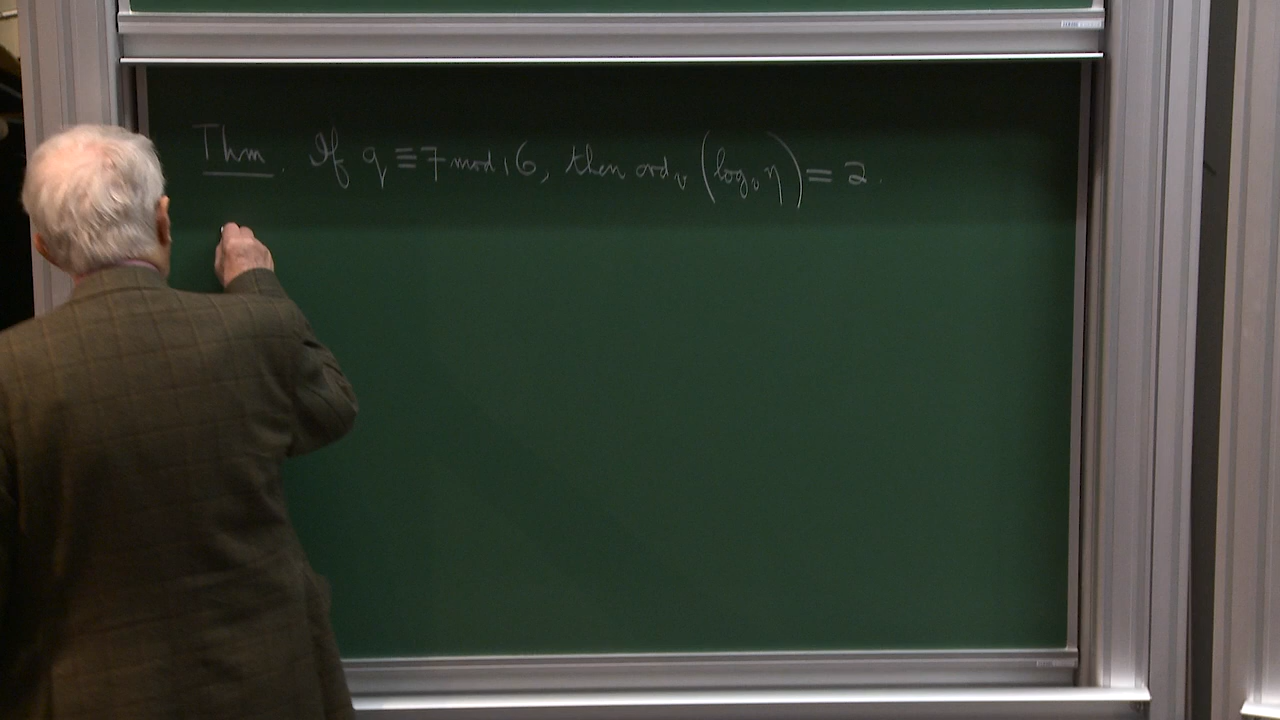 Thm. If q ≡ 7 mod 16, then ord_v (log_v η) = 2.